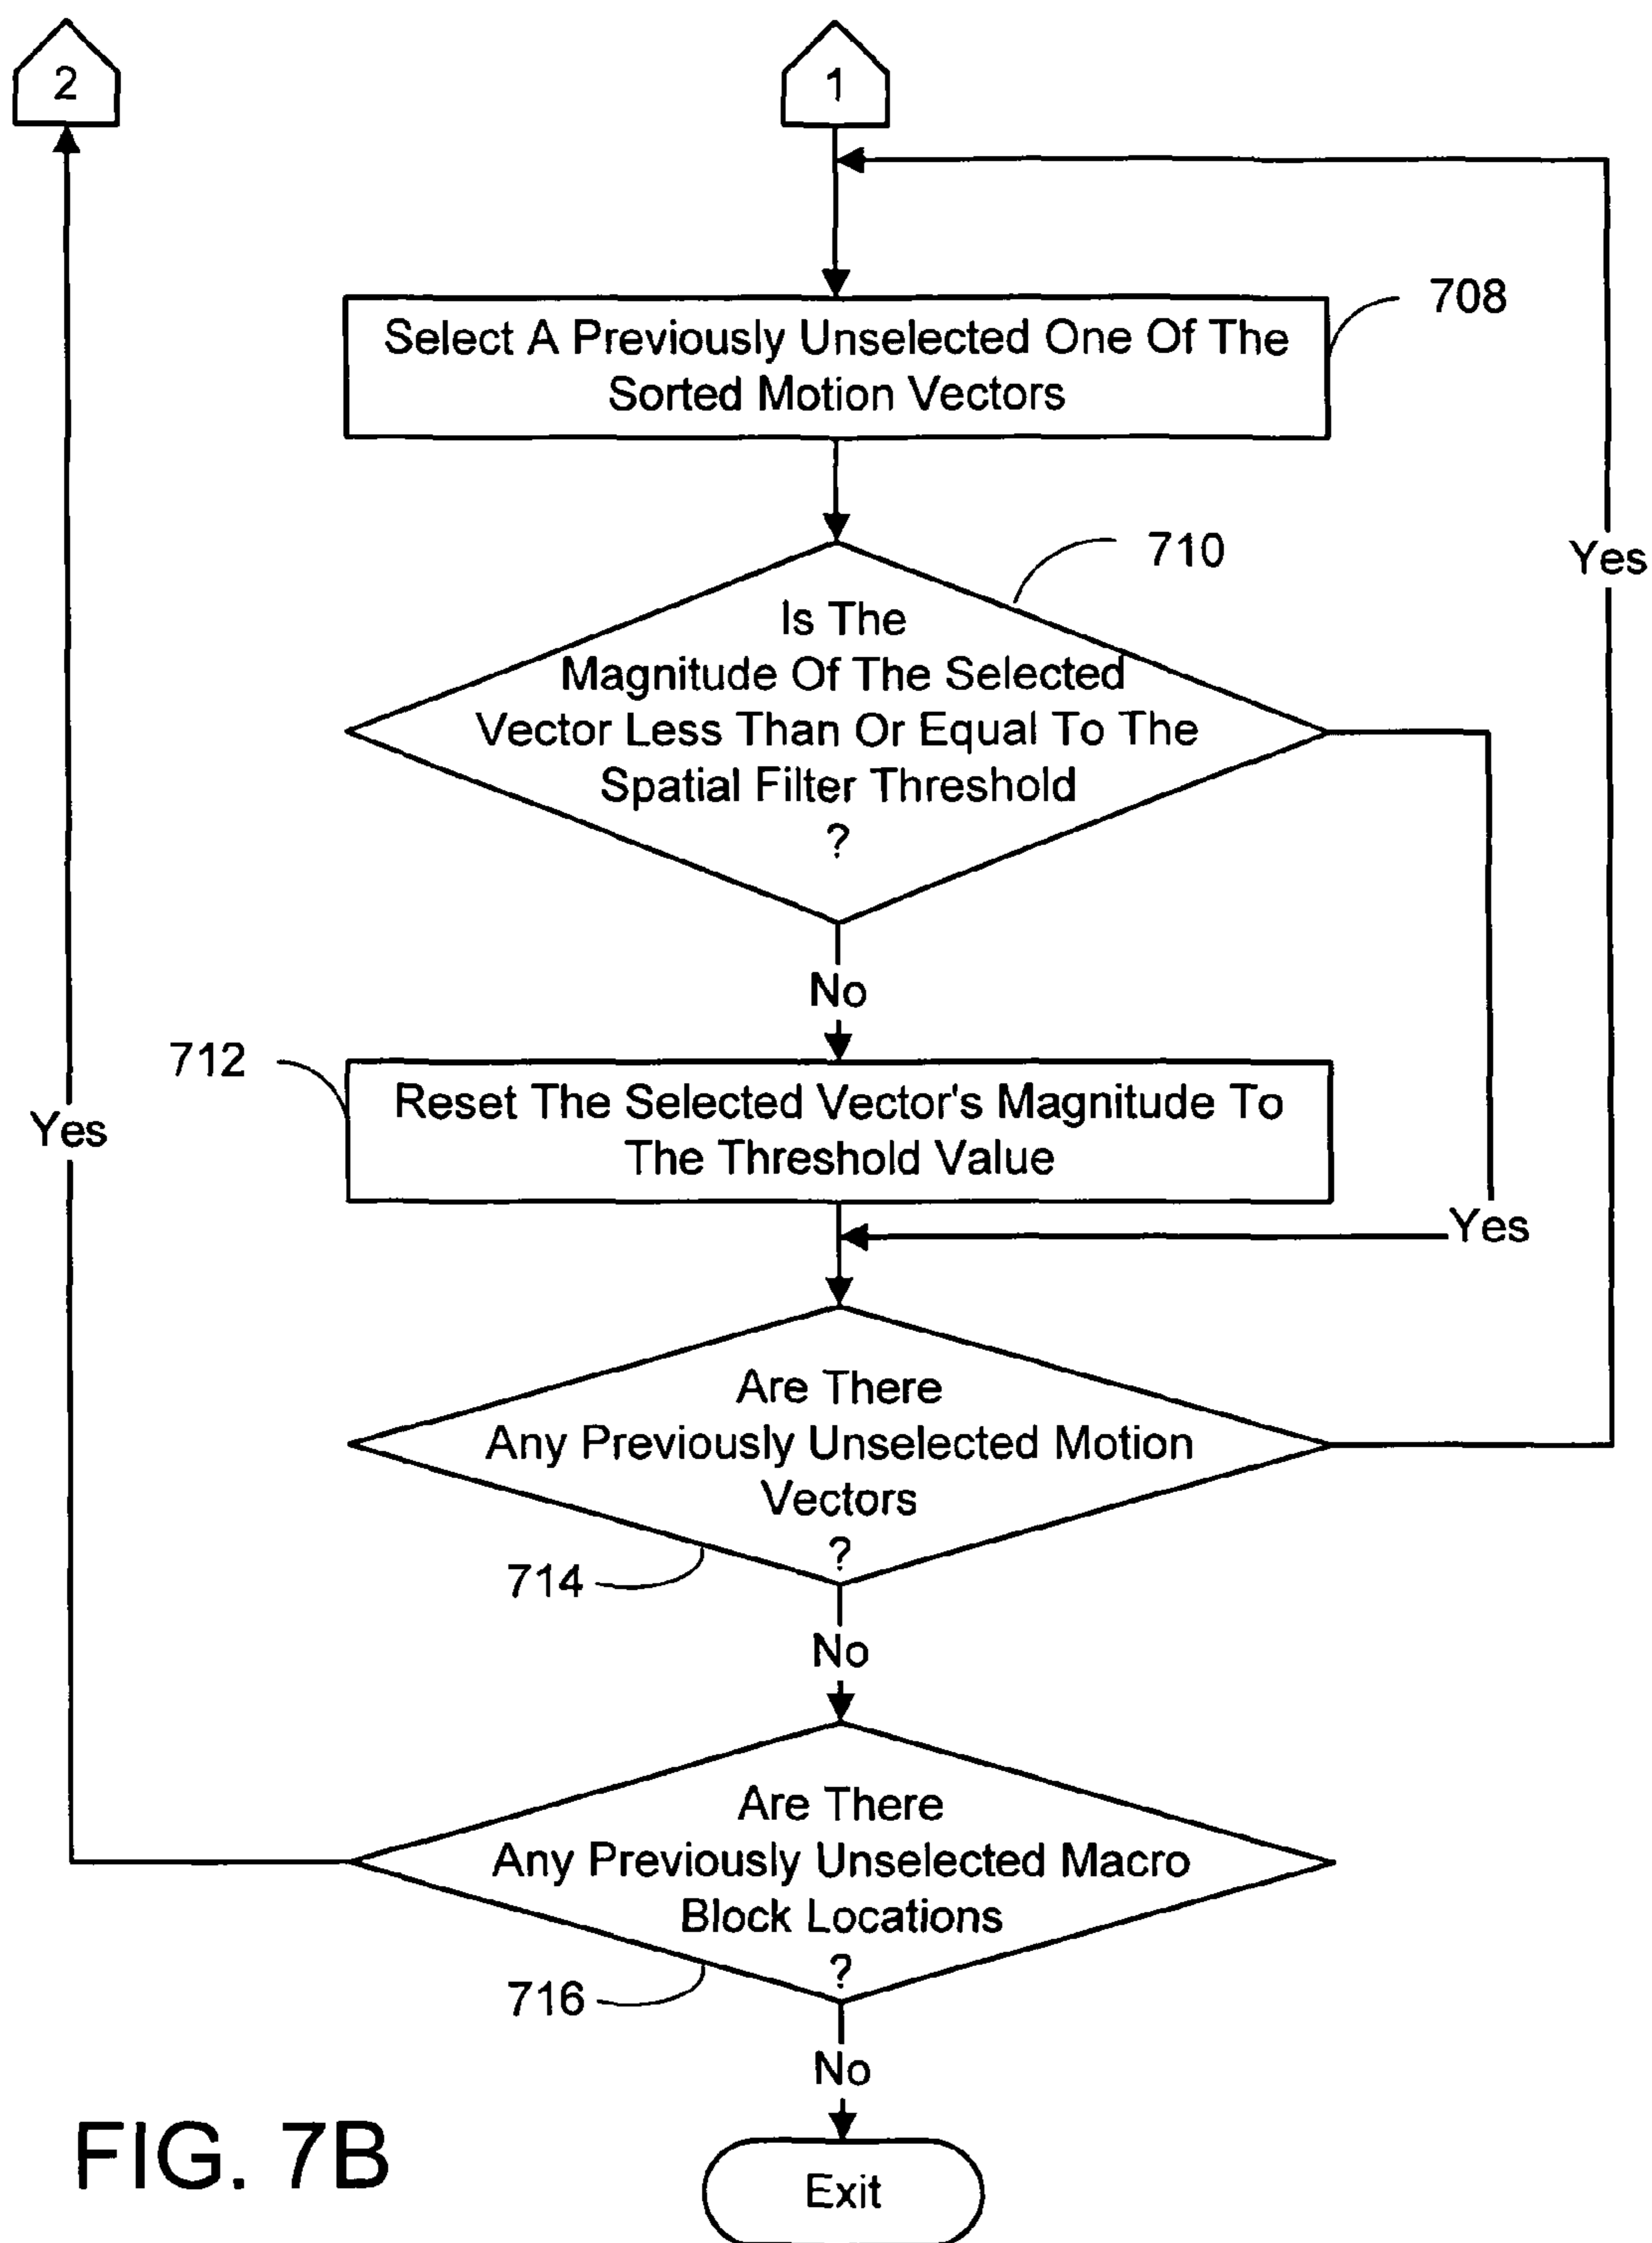 2
1
Select A Previously Unselected One Of The
Sorted Motion Vectors
708
710
Is The
Magnitude Of The Selected
Vector Less Than Or Equal To The
Spatial Filter Threshold
?
Yes
No
712
Reset The Selected Vector's Magnitude To
The Threshold Value
Yes
Yes
Are There
Any Previously Unselected Motion
Vectors
?
714
No
Are There
Any Previously Unselected Macro
Block Locations
?
716
No
FIG. 7B
Exit